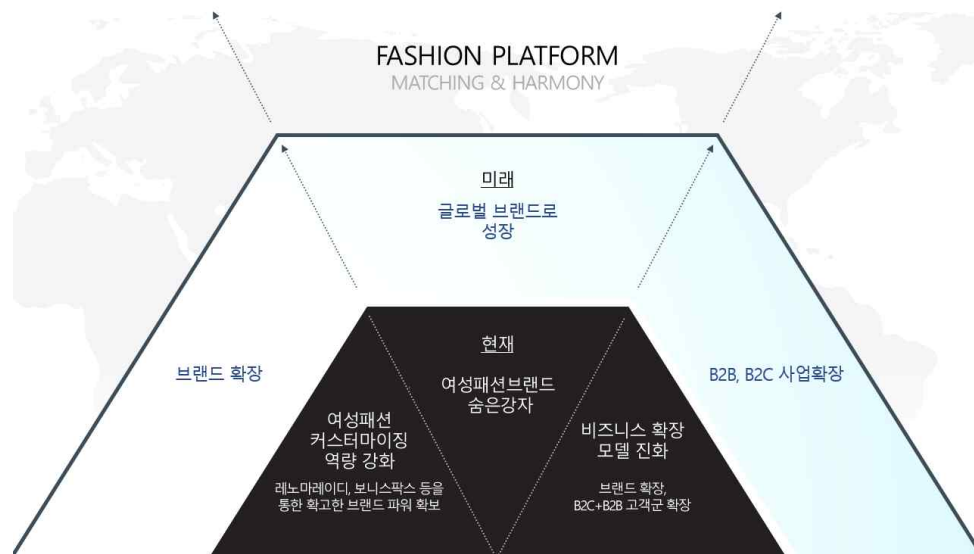 FASHION PLATFORM
MATCHING & HARMONY
미래
글로벌 브랜드로
성장
브랜드 확장
B2B, B2C 사업확장
현재
여성패션브랜드
숨은강자
여성패션
커스터마이징
역량 강화
레노마레이디, 보니스팍스 등을
통한 확고한 브랜드 파워 확보
비즈니스 확장
모델 진화
브랜드 확장,
B2C+B2B 고객군 확장